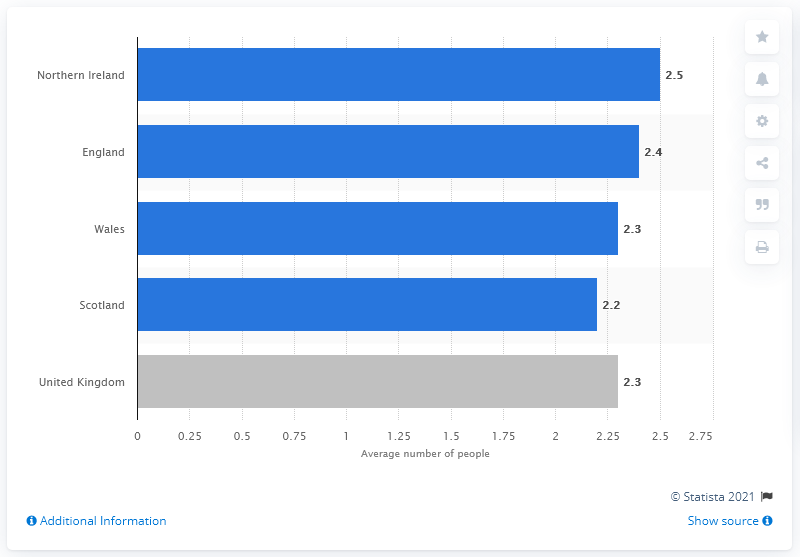 Northern Ireland 2.5
England 2.4
Wales 2.3
Scotland 2.2
United Kingdom 2.3
0 0.25 0.5 0.75 1 1.25 1.5 1.75 2 2.25 2.5 2.75
Average number of people
© Statista 2021
Additional Information Show source